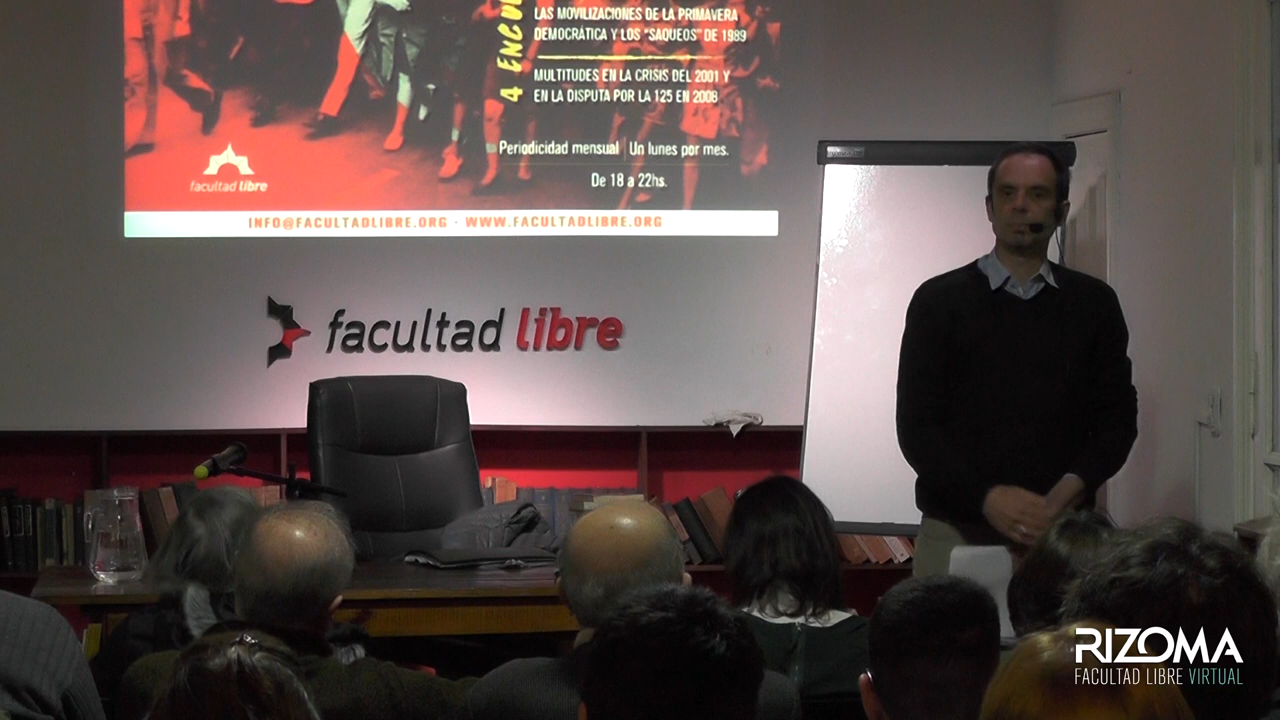 LAS MOVILIZACIONES DE LA PRIMAVERA
DEMOCRÁTICA Y LOS "SAQUEOS" DE 1989
MULTITUDES EN LA CRISIS DEL 2001 Y
EN LA DISPUTA POR LA 125 EN 2008
Periodicidad mensual | Un lunes por mes.
De 18 a 22hs.
facultad libre
INFO@FACULTADLIBRE.ORG - WWW.FACULTADLIBRE.ORG
facultad libre
RIZOMA
FACULTAD LIBRE VIRTUAL